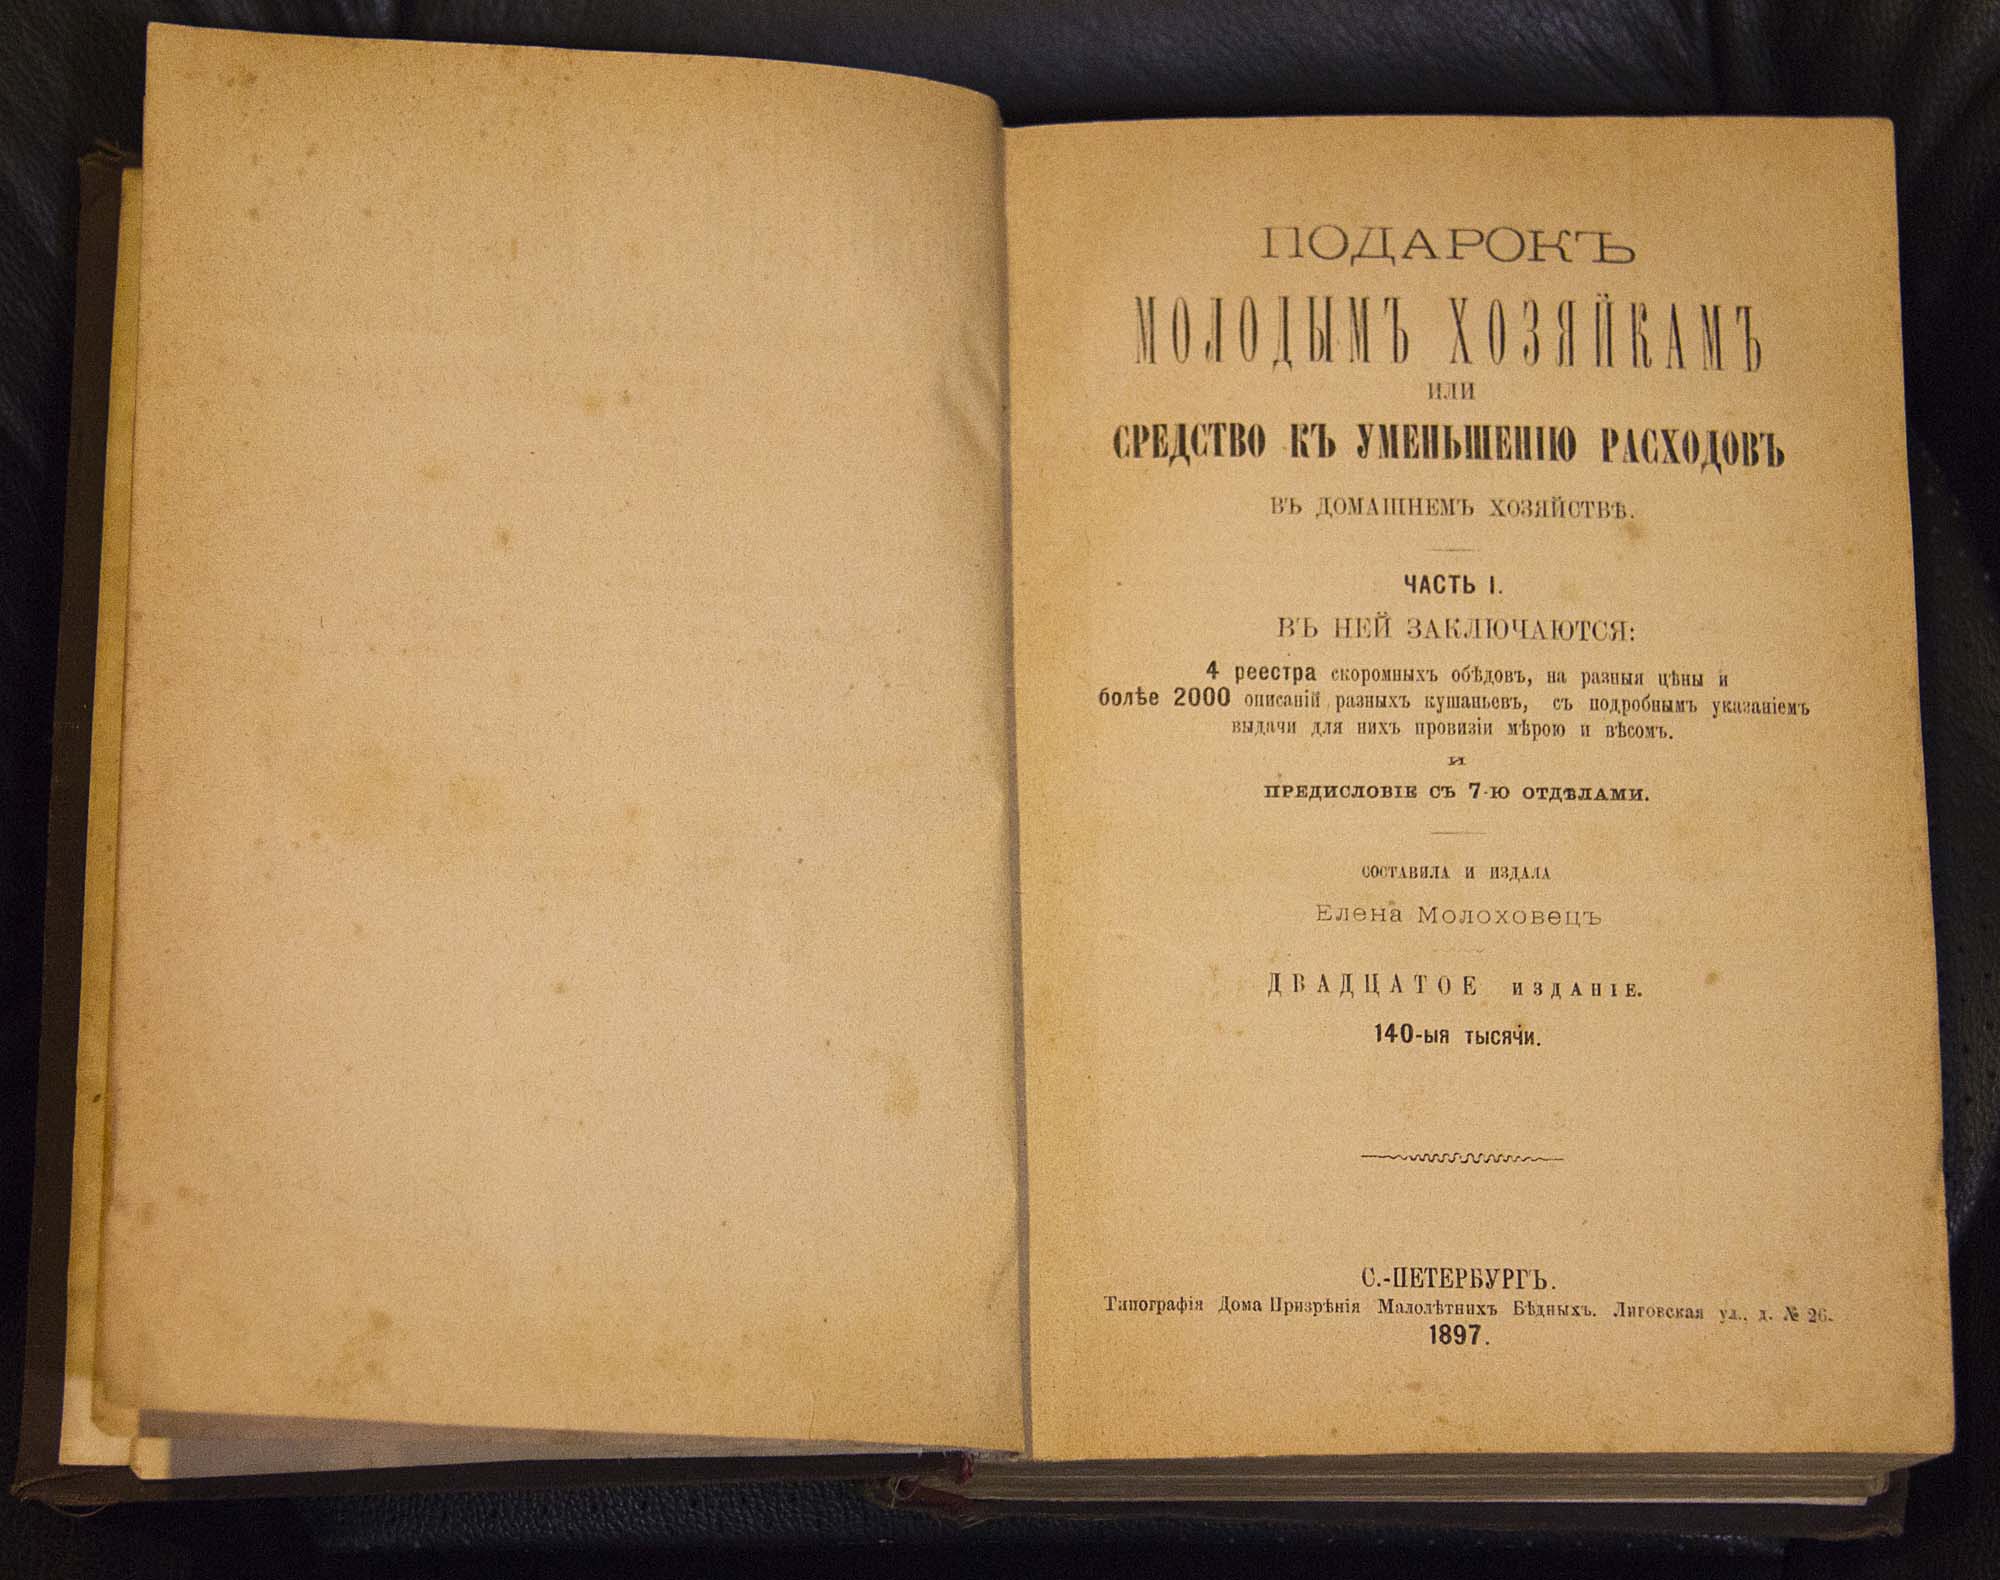 ПОДАРОКЪ
МОЛОДЫМЪ ХОЗЯЙКАМЪ
ИЛИ
СРЕДСТВО КЪ УМЕНЬШЕНІЮ РАСХОДОВЪ
ВЪ ДОМАШНЕМЪ ХОЗЯЙСТВѢ.
ЧАСТЬ I.
ВЪ НЕЙ ЗАКЛЮЧАЮТСЯ:
4 реестра скоромныхъ обѣдовъ, на разныя цѣны и
болѣе 2000 описаній разныхъ кушаньевъ, съ подробнымъ указаніемъ
выдачи для нихъ провизіи мѣрою и вѣсомъ.
И
ПРЕДИСЛОВІЕ СЪ 7-Ю ОТДѢЛАМИ.
СОСТАВИЛА И ИЗДАЛА
Елена Молоховецъ
ДВАДЦАТОЕ ИЗДАНІЕ.
140-ыя тысячи.
С.-ПЕТЕРБУРГЪ.
Типографія Дома Призрѣнія Малолѣтнихъ Бѣдныхъ. Лиговская ул., д. № 26.
1897.